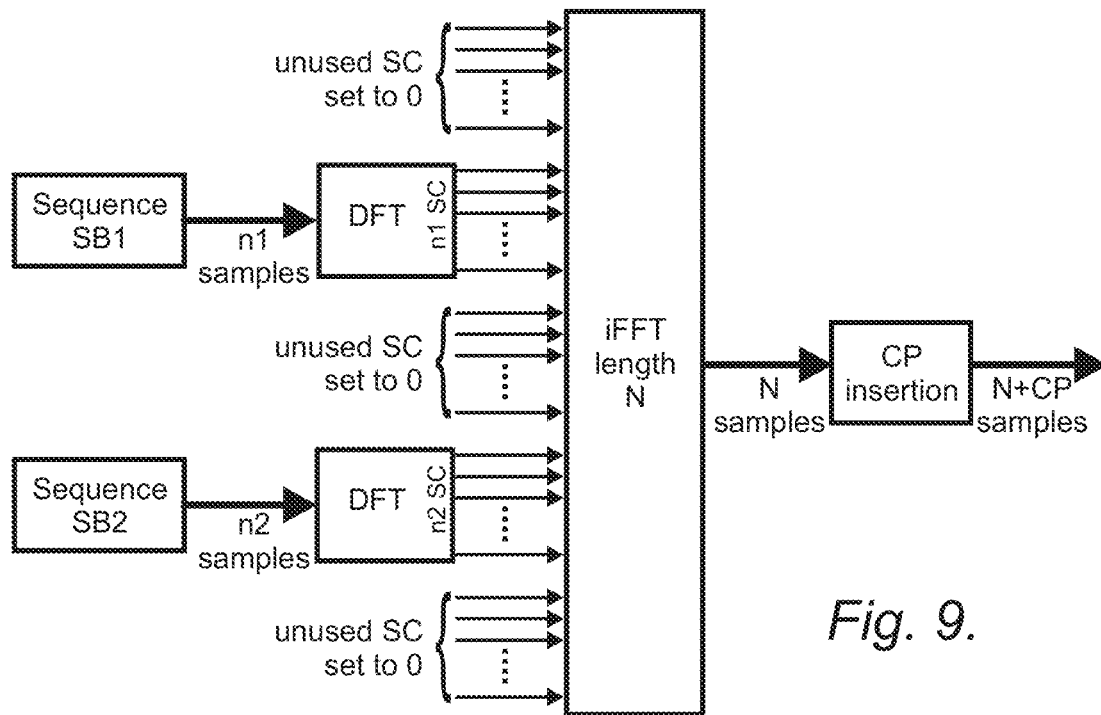 unused SC
set to 0
Sequence
SB1
n1
samples
DFT
n1 SC
unused SC
set to 0
iFFT
length
N
N
samples
CP
insertion
N+CP
samples
Sequence
SB2
n2
samples
DFT
n2 SC
unused SC
set to 0
Fig. 9.